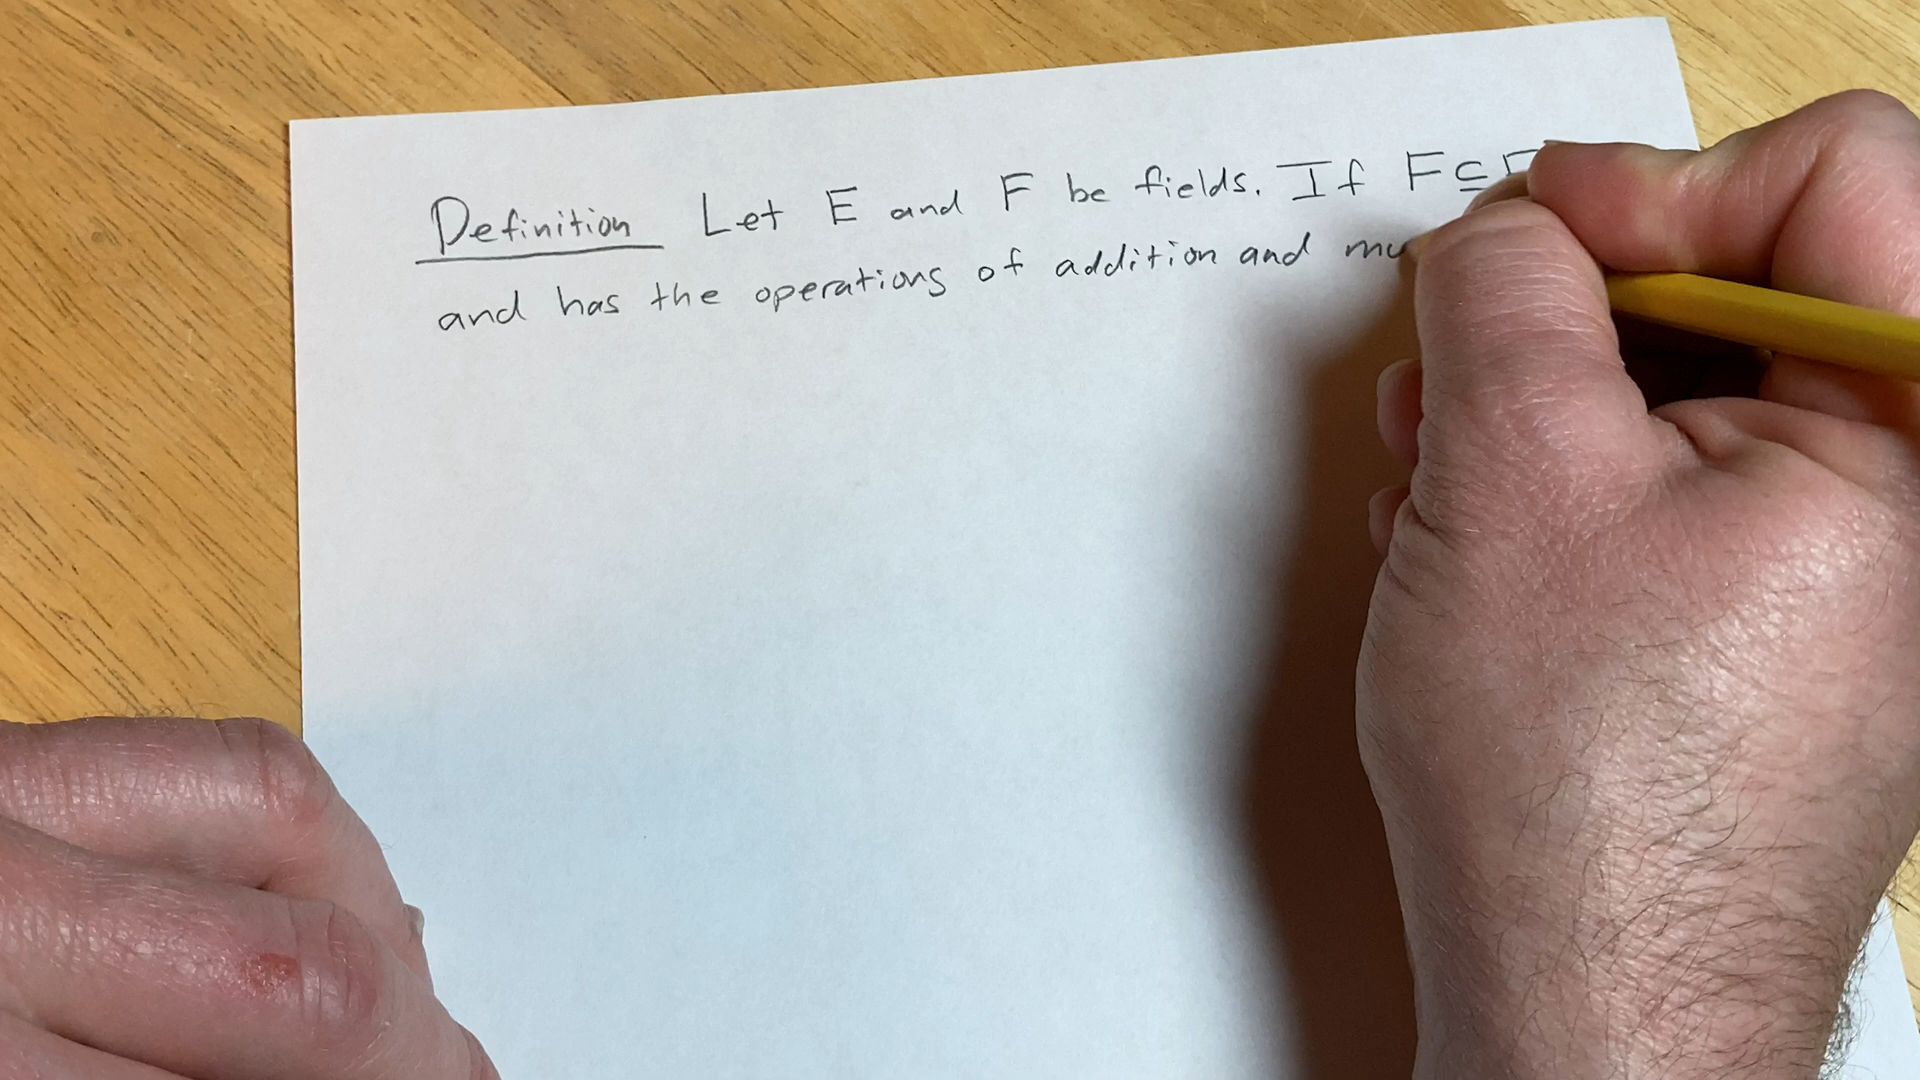 Definition Let E and F be fields. If F ⊆
and has the operations of addition and